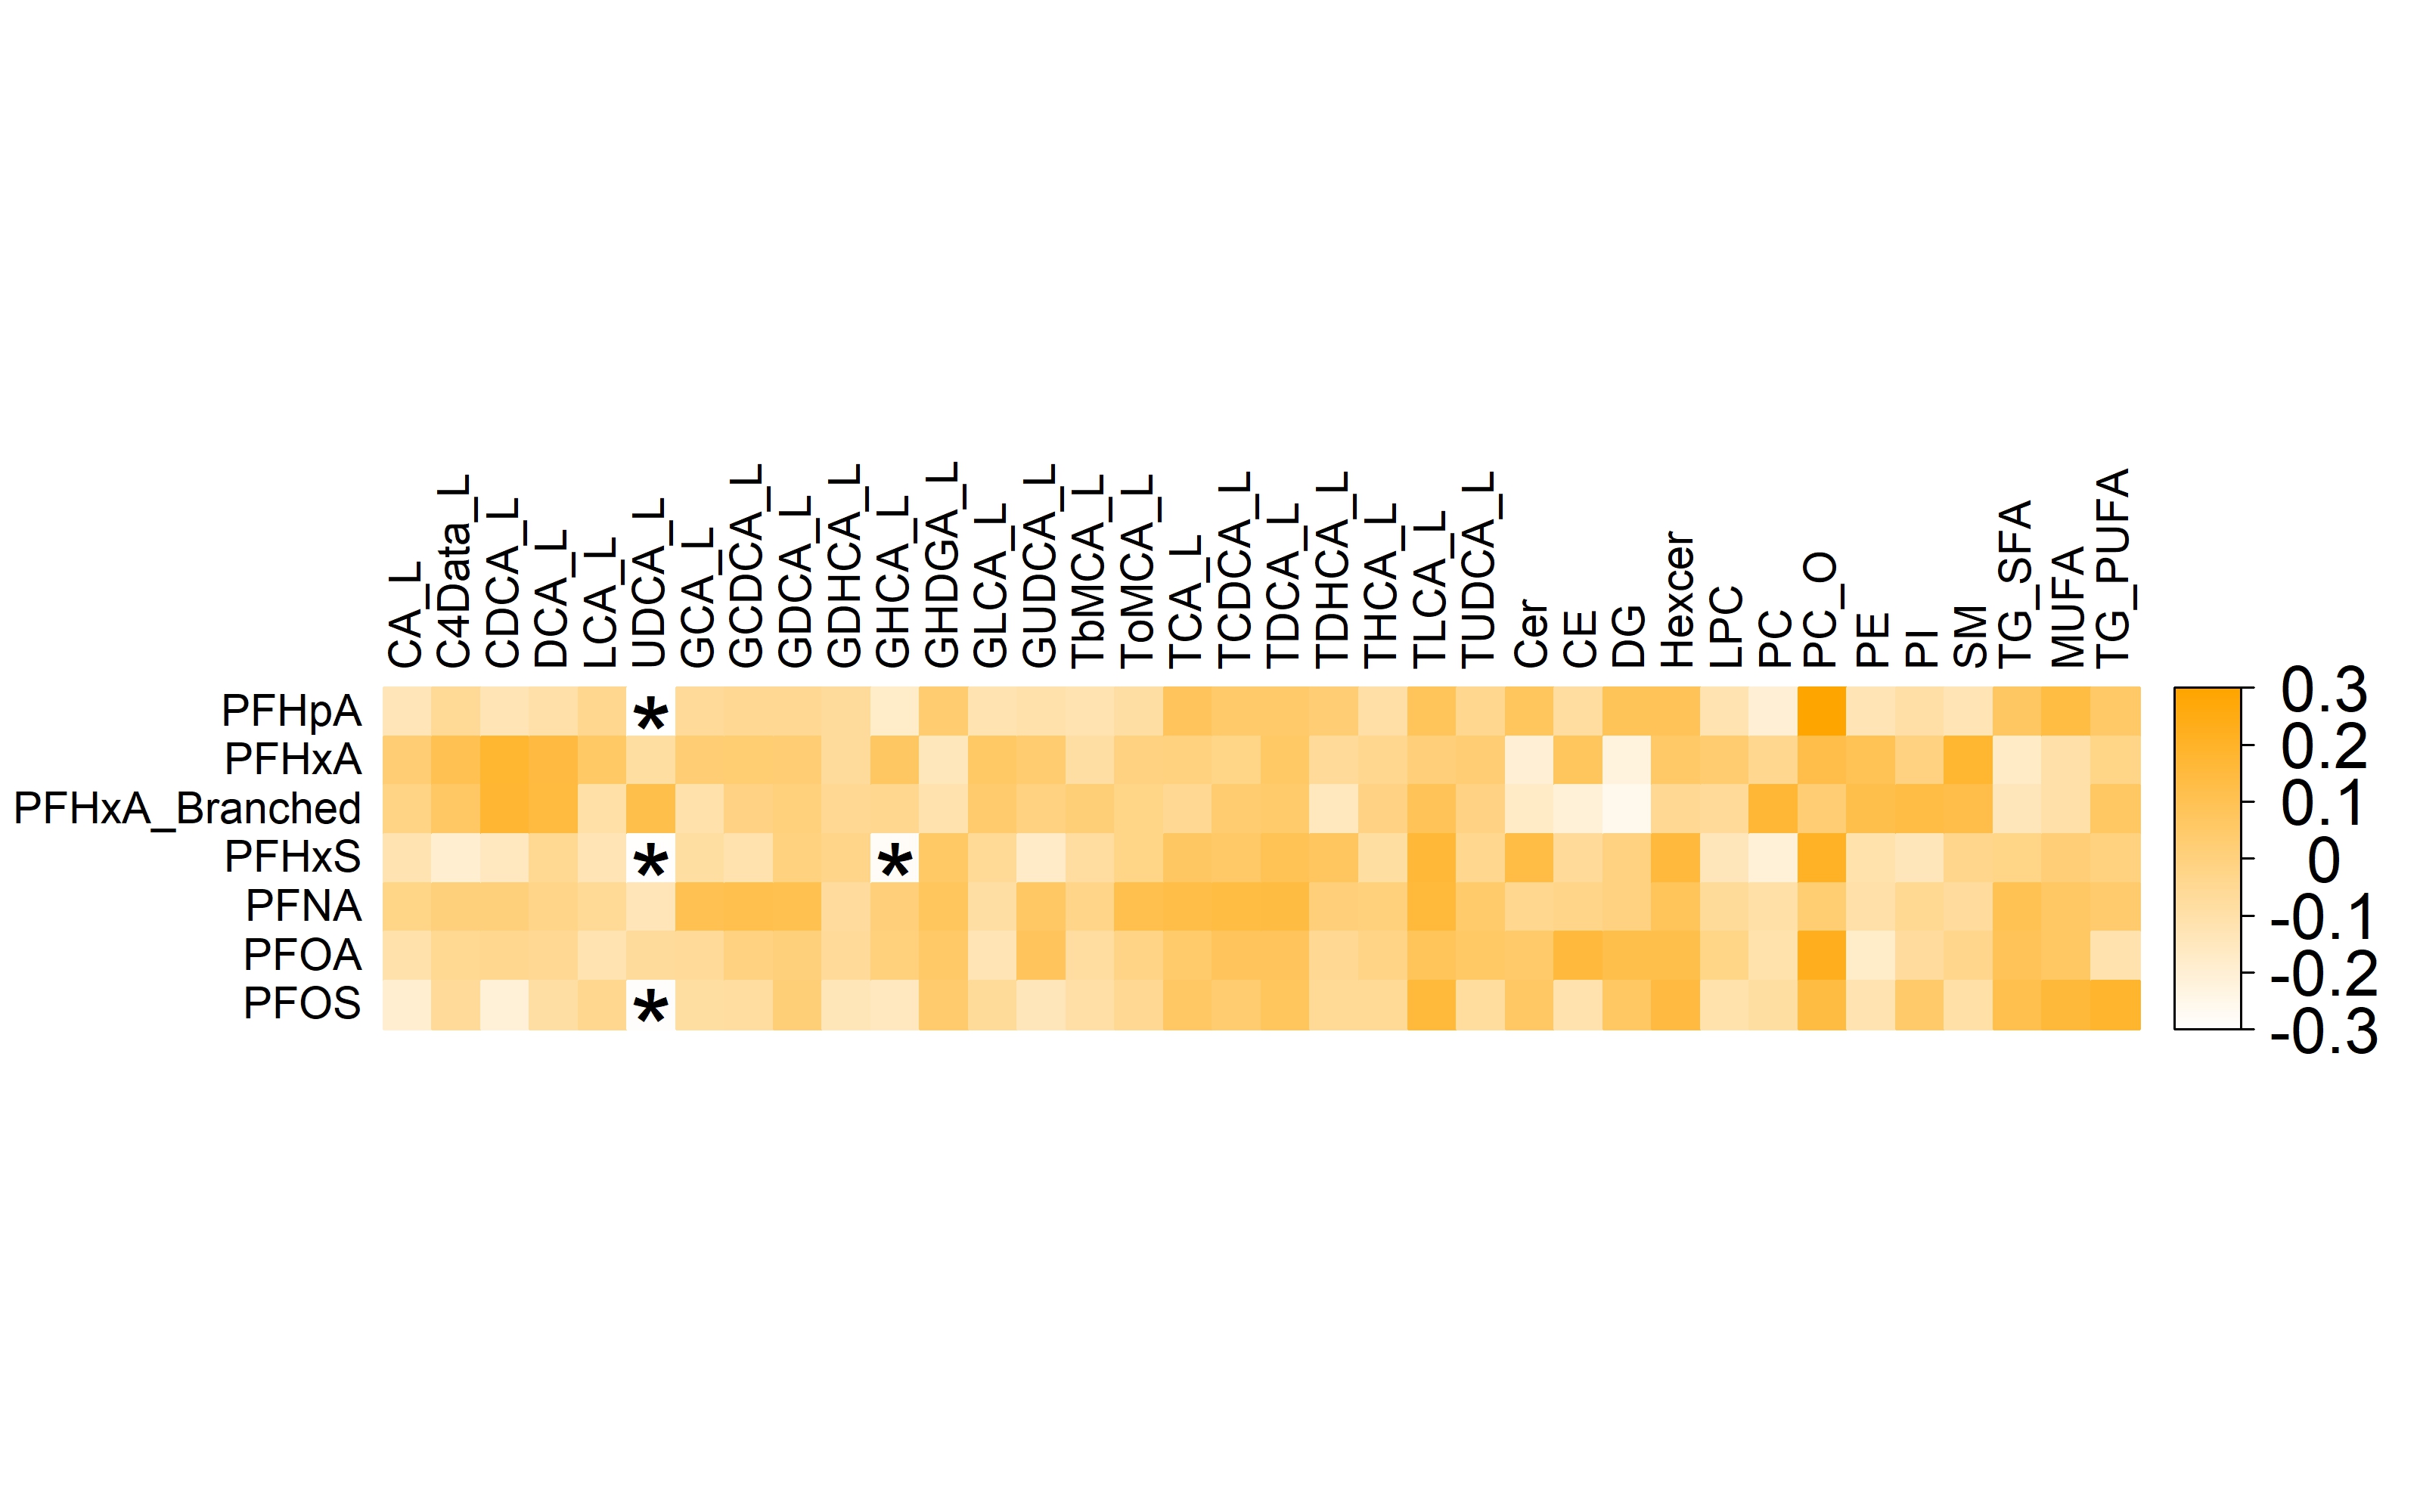 CA_L
C4Data_L
CDCA_L
DCA_L
LCA_L
UDCA_L
GCA_L
GCDCA_L
GDCA_L
GDHCA_L
GHCA_L
GHDGA_L
GLCA_L
GUDCA_L
TbMCA_L
ToMCA_L
TCA_L
TCDCA_L
TDCA_L
TDHCA_L
THCA_L
TLCA_L
TUDCA_L
Cer
CE
DG
Hexcer
LPC
PC
PC_O
PE
PI
SM
TG_SFA
MUFA
TG_PUFA
PFHpA *
PFHxA
PFHxA_Branched
PFHxS * *
PFNA
PFOA
PFOS *
0.3
0.2
0.1
0
-0.1
-0.2
-0.3